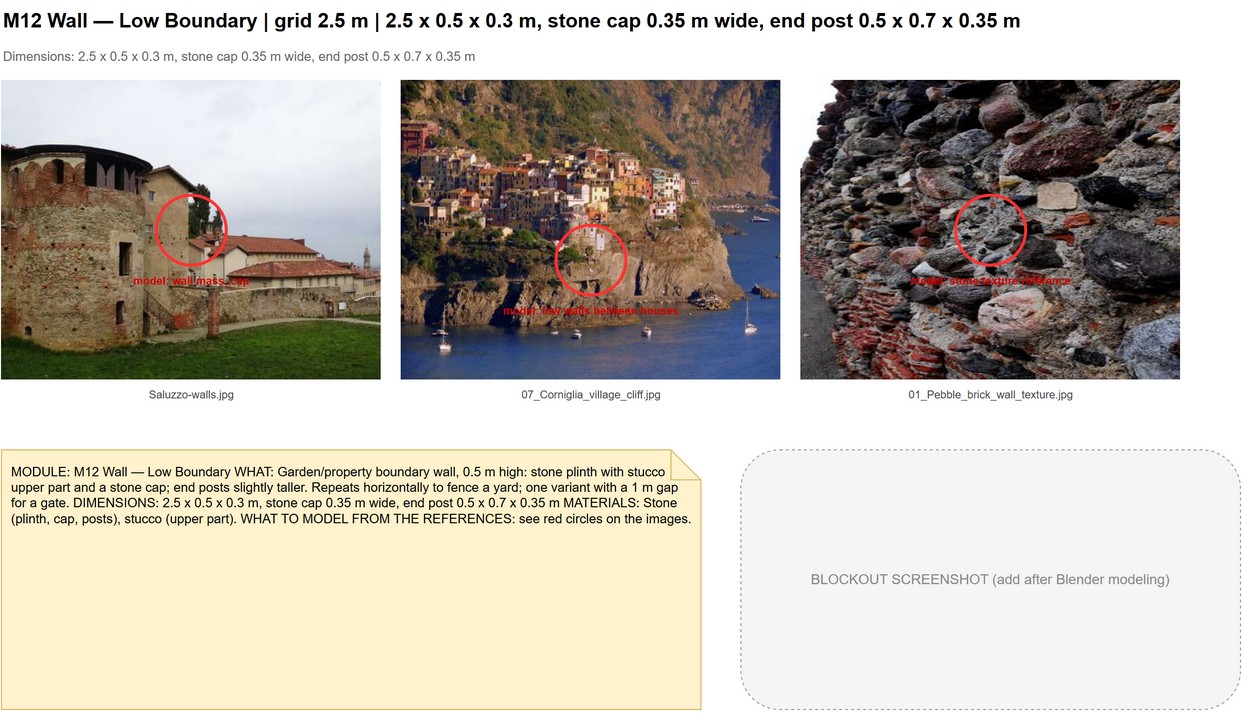 M12 Wall — Low Boundary | grid 2.5 m | 2.5 x 0.5 x 0.3 m, stone cap 0.35 m wide, end post 0.5 x 0.7 x 0.35 m
Dimensions: 2.5 x 0.5 x 0.3 m, stone cap 0.35 m wide, end post 0.5 x 0.7 x 0.35 m
model: wall mass, cap
model: low walls between houses
model: stone texture reference
Saluzzo-walls.jpg
07_Corniglia_village_cliff.jpg
01_Pebble_brick_wall_texture.jpg
MODULE: M12 Wall — Low Boundary WHAT: Garden/property boundary wall, 0.5 m high: stone plinth with stucco
upper part and a stone cap; end posts slightly taller. Repeats horizontally to fence a yard; one variant with a 1 m gap
for a gate. DIMENSIONS: 2.5 x 0.5 x 0.3 m, stone cap 0.35 m wide, end post 0.5 x 0.7 x 0.35 m MATERIALS: Stone
(plinth, cap, posts), stucco (upper part). WHAT TO MODEL FROM THE REFERENCES: see red circles on the images.
BLOCKOUT SCREENSHOT (add after Blender modeling)